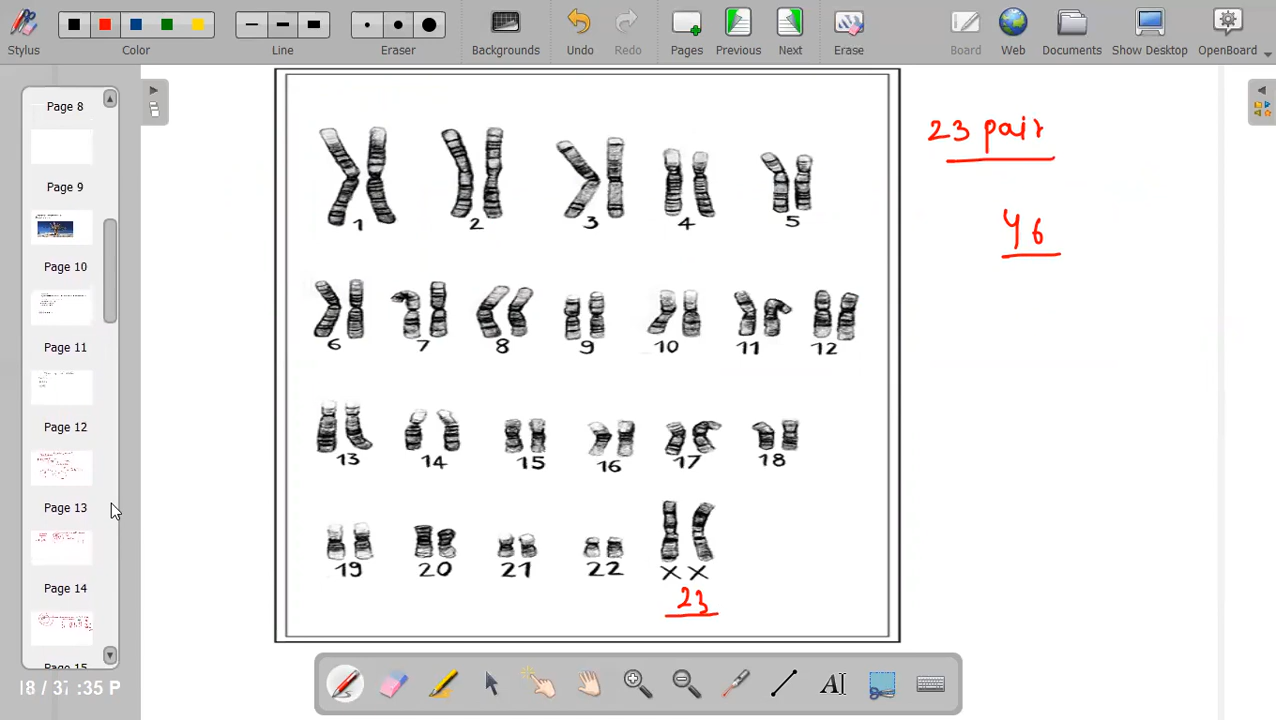 Stylus
Color
Line
Eraser
Backgrounds
Undo
Redo
Pages
Previous
Next
Erase
Board
Web
Documents
Show Desktop
OpenBoard
Page 8
Page 9
Page 10
Page 11
Page 12
Page 13
Page 14
Page 15
23 pair
46
1 2 3 4 5
6 7 8 9 10 11 12
13 14 15 16 17 18
19 20 21 22 X X
23
AI